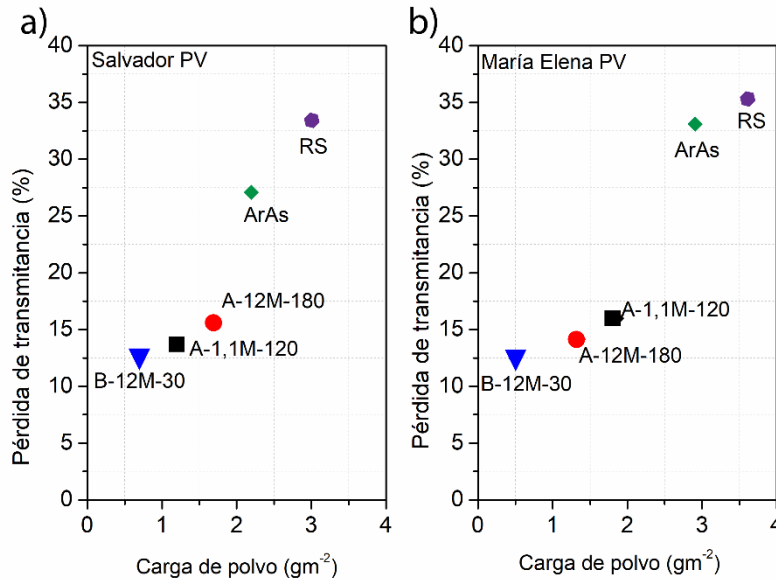 a)
Salvador PV
Pérdida de transmitancia (%)
40
35
30
25
20
15
10
5
0
RS
ArAs
A-12M-180
A-1,1M-120
B-12M-30
0 1 2 3 4
Carga de polvo (gm⁻²)
b)
María Elena PV
Pérdida de transmitancia (%)
40
35
30
25
20
15
10
5
0
RS
ArAs
A-1,1M-120
A-12M-180
B-12M-30
0 1 2 3 4
Carga de polvo (gm⁻²)